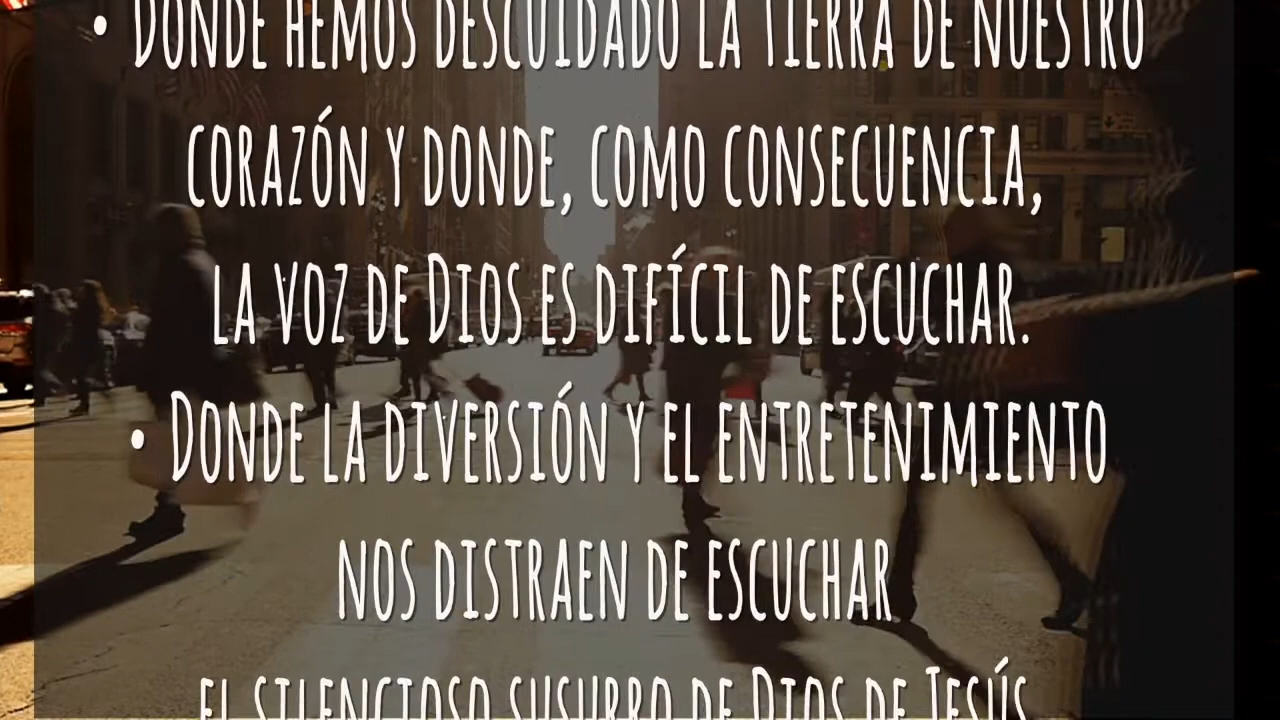 • Donde hemos descuidado la Tierra de nuestro
corazón y donde, como consecuencia,
la voz de Dios es difícil de escuchar.
• Donde la diversión y el entretenimiento
nos distraen de escuchar
el silencioso susurro de Dios de Jesús